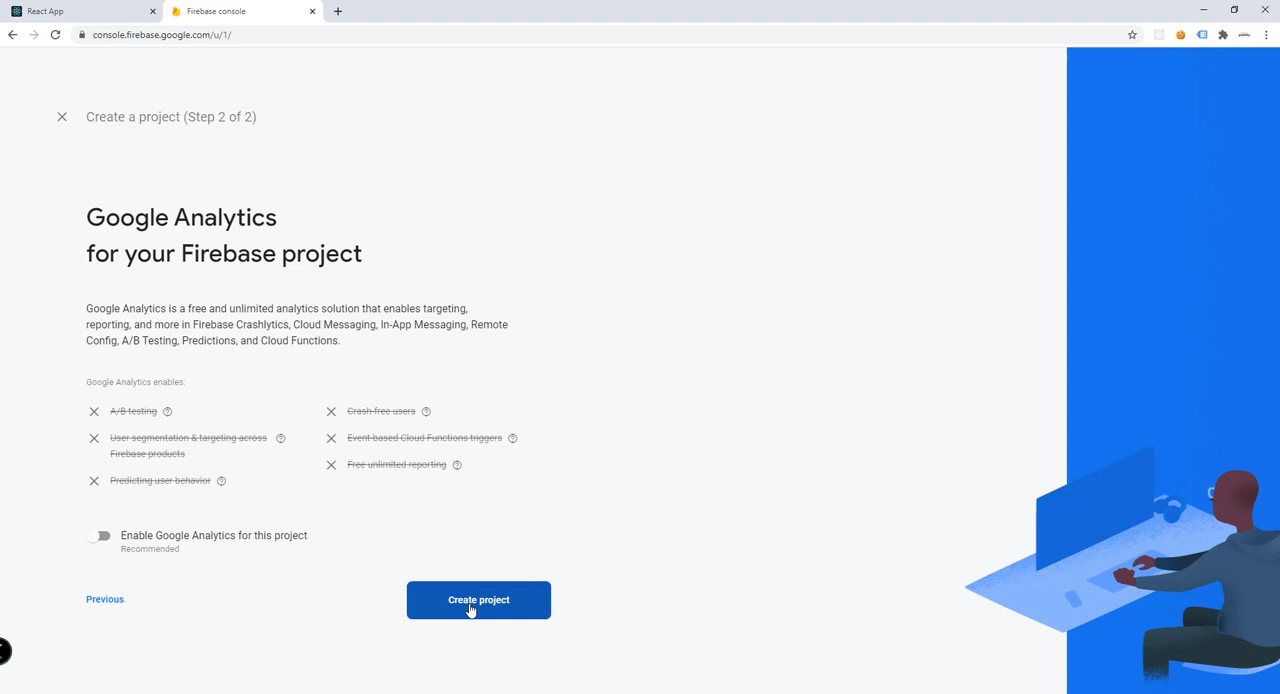 React App
Firebase console
console.firebase.google.com/u/1/
Create a project (Step 2 of 2)
Google Analytics
for your Firebase project
Google Analytics is a free and unlimited analytics solution that enables targeting,
reporting, and more in Firebase Crashlytics, Cloud Messaging, In-App Messaging, Remote
Config, A/B Testing, Predictions, and Cloud Functions.
Google Analytics enables:
A/B testing
User segmentation & targeting across
Firebase products
Predicting user behavior
Crash-free users
Event-based Cloud Functions triggers
Free unlimited reporting
Enable Google Analytics for this project
Recommended
Previous
Create project